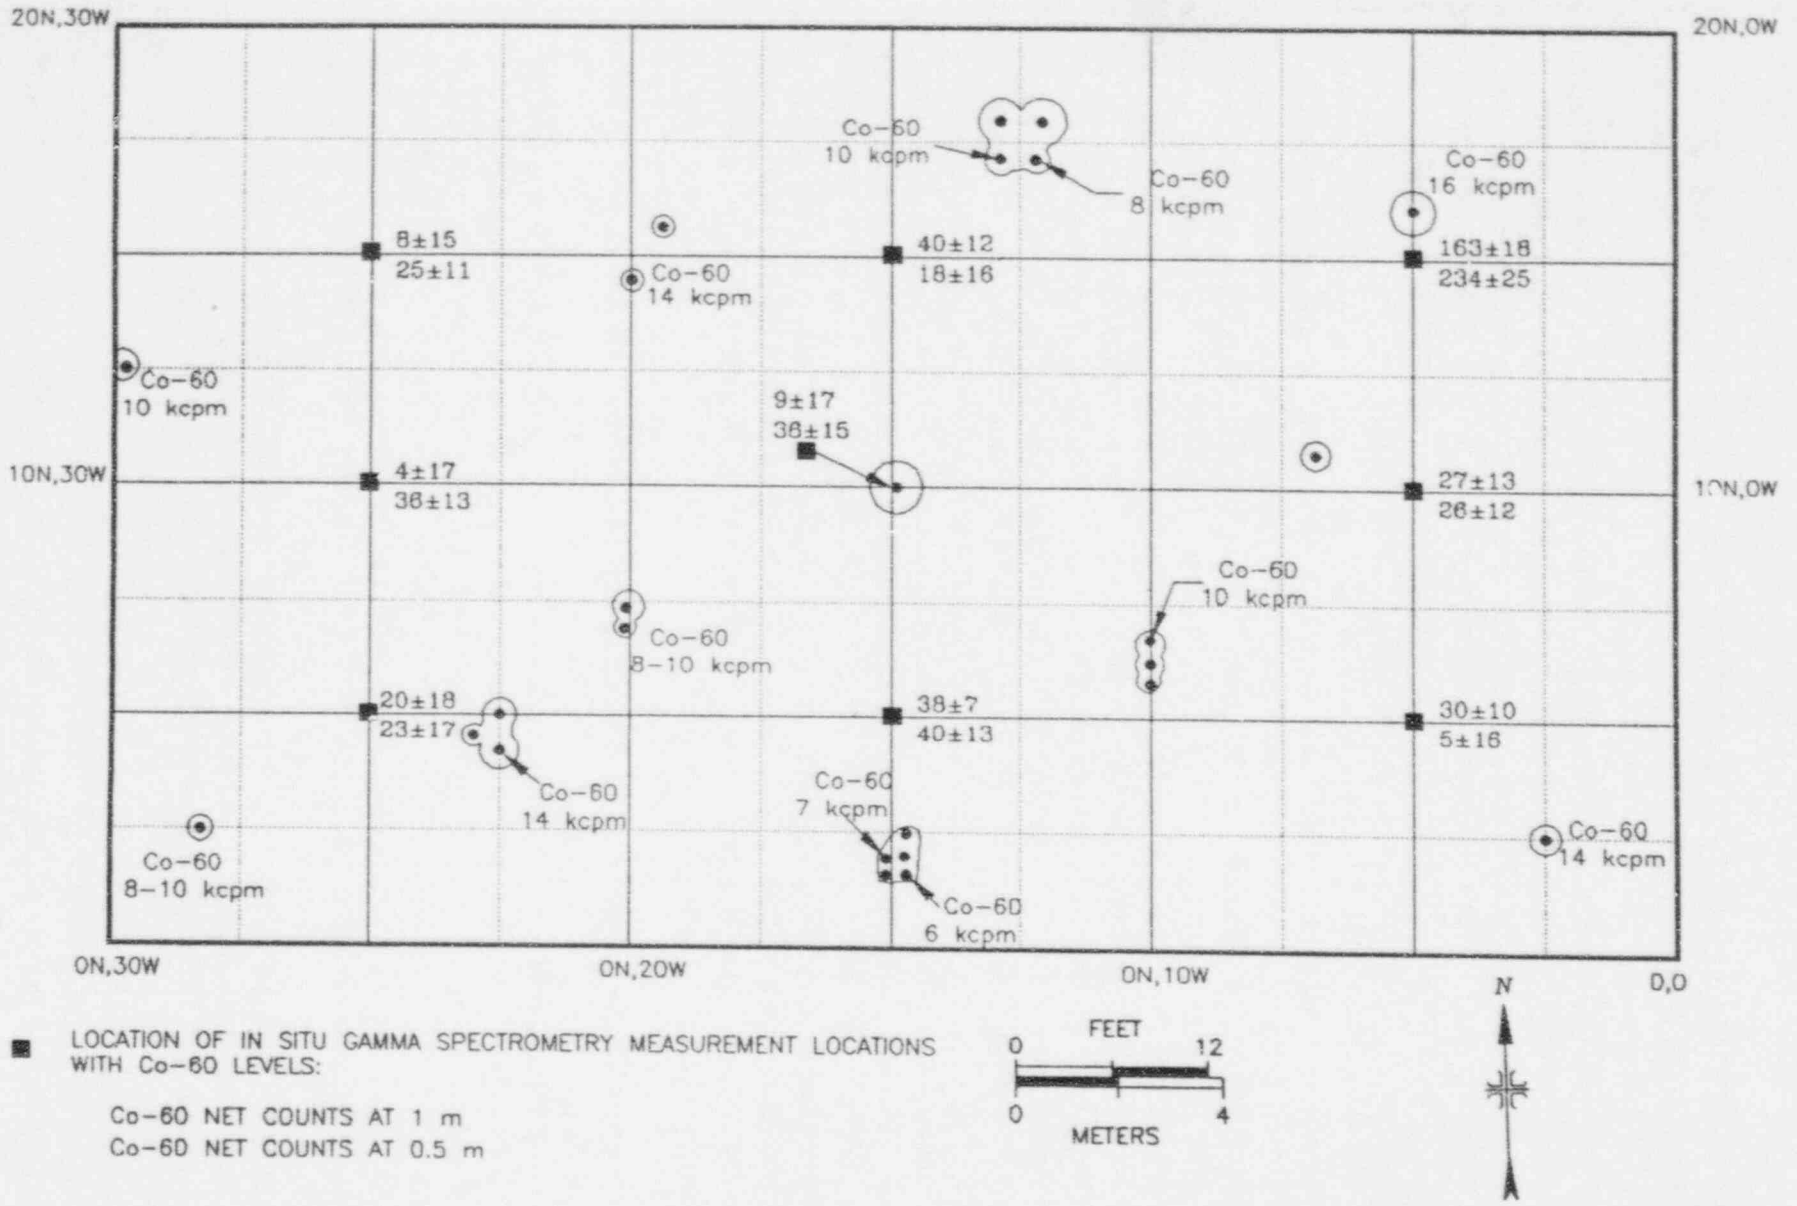 20N,30W
20N,0W
Co-60
10 kcpm
Co-60
8 kcpm
Co-60
16 kcpm
8±15
25±11
40±12
18±16
163±18
234±25
Co-60
14 kcpm
Co-60
10 kcpm
9±17
36±15
10N,30W
4±17
36±13
27±13
26±12
10N,0W
Co-60
10 kcpm
Co-60
8-10 kcpm
20±18
23±17
38±7
40±13
30±10
5±16
Co-60
14 kcpm
Co-60
7 kcpm
Co-60
14 kcpm
Co-60
8-10 kcpm
Co-60
6 kcpm
0N,30W
0N,20W
0N,10W
0,0
N
LOCATION OF IN SITU GAMMA SPECTROMETRY MEASUREMENT LOCATIONS
WITH Co-60 LEVELS:
Co-60 NET COUNTS AT 1 m
Co-60 NET COUNTS AT 0.5 m
FEET
0 12
0 4
METERS